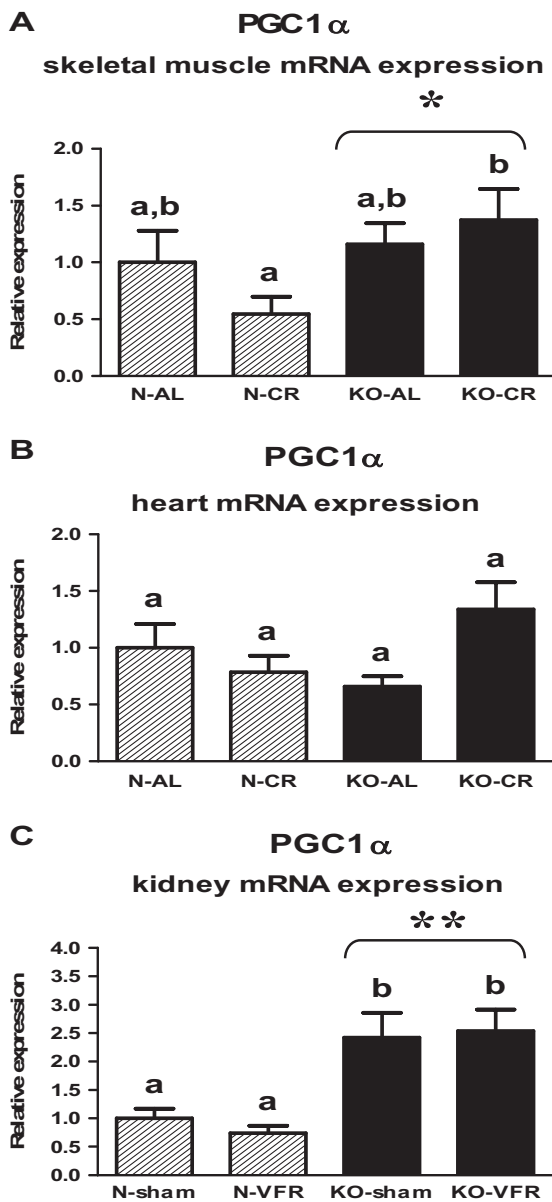 A
PGC1α
skeletal muscle mRNA expression
*
Relative expression
2.0
1.5
1.0
0.5
0.0
a,b
a
a,b
b
N-AL N-CR KO-AL KO-CR
B
PGC1α
heart mRNA expression
Relative expression
2.0
1.5
1.0
0.5
0.0
a
a
a
a
N-AL N-CR KO-AL KO-CR
C
PGC1α
kidney mRNA expression
**
Relative expression
4.0
3.5
3.0
2.5
2.0
1.5
1.0
0.5
0.0
a
a
b
b
N-sham N-VFR KO-sham KO-VFR